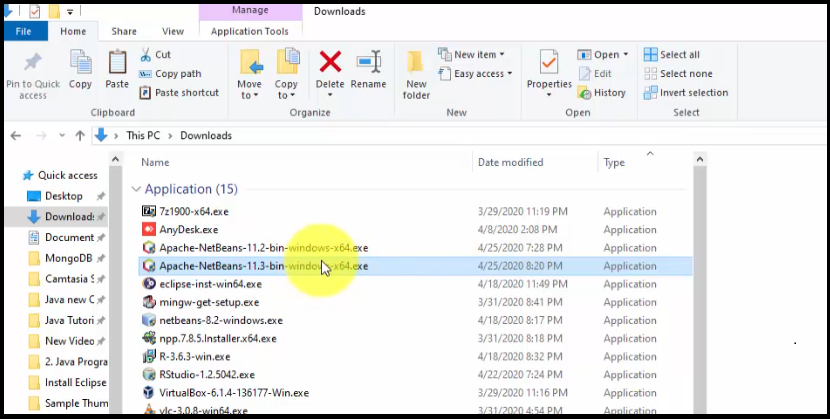 Manage
Downloads
File
Home
Share
View
Application Tools
Pin to Quick access
Copy
Paste
Cut
Copy path
Paste shortcut
Clipboard
Move to
Copy to
Delete
Rename
Organize
New folder
New item
Easy access
New
Properties
Open
Edit
History
Open
Select all
Select none
Invert selection
Select
This PC > Downloads
Quick access
Desktop
Downloads
Document
MongoDB
Camtasia S
Java new C
Java Tutori
New Video
2. Java Progra
Install Eclipse
Sample Thum
Name Date modified Type
Application (15)
7z1900-x64.exe 3/29/2020 11:19 PM Application
AnyDesk.exe 4/8/2020 2:08 PM Application
Apache-NetBeans-11.2-bin-windows-x64.exe 4/25/2020 7:28 PM Application
Apache-NetBeans-11.3-bin-windows-x64.exe 4/25/2020 8:20 PM Application
eclipse-inst-win64.exe 4/18/2020 11:49 PM Application
mingw-get-setup.exe 3/31/2020 8:41 PM Application
netbeans-8.2-windows.exe 4/18/2020 8:17 PM Application
npp.7.8.5.Installer.x64.exe 3/31/2020 8:18 PM Application
R-3.6.3-win.exe 4/18/2020 8:32 PM Application
RStudio-1.2.5042.exe 4/22/2020 7:24 PM Application
VirtualBox-6.1.4-136177-Win.exe 3/29/2020 11:16 PM Application
vlc-3.0.8-win64.exe 3/31/2020 4:54 PM Application